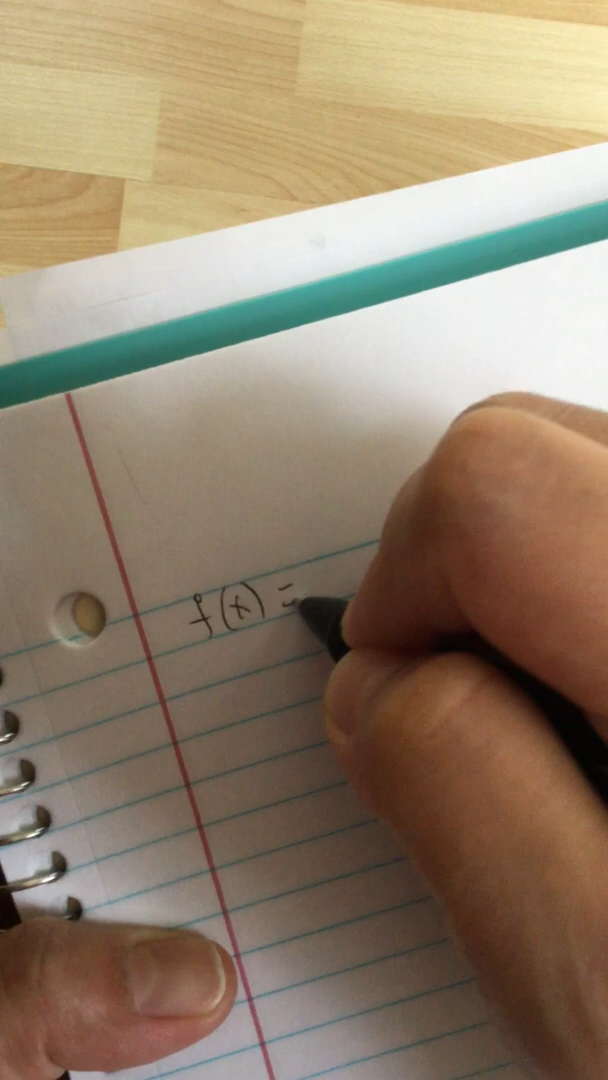 f(x) =